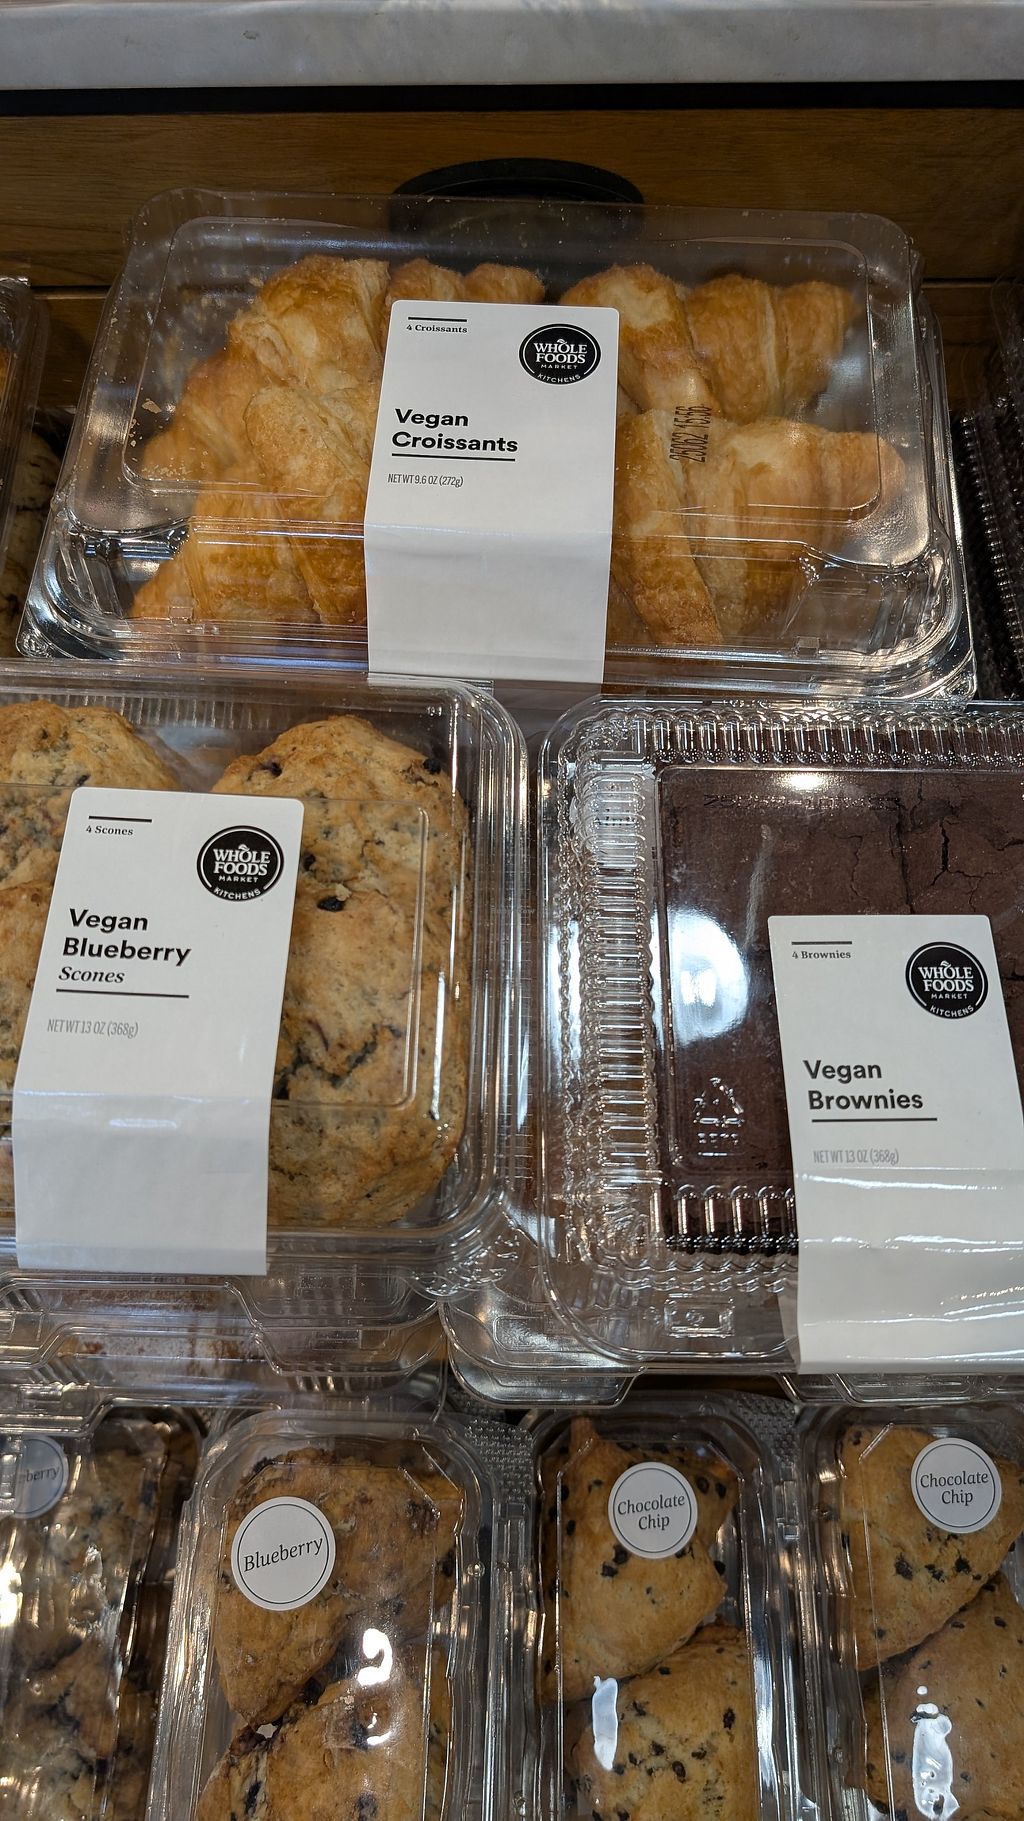 4 Croissants
WHOLE
FOODS
MARKET
KITCHENS
Vegan
Croissants
NET WT 9.6 OZ (272g)
4 Scones
WHOLE
FOODS
MARKET
KITCHENS
Vegan
Blueberry
Scones
NET WT 13 OZ (368g)
4 Brownies
WHOLE
FOODS
MARKET
KITCHENS
Vegan
Brownies
NET WT 13 OZ (368g)
Blueberry
Chocolate
Chip
Chocolate
Chip